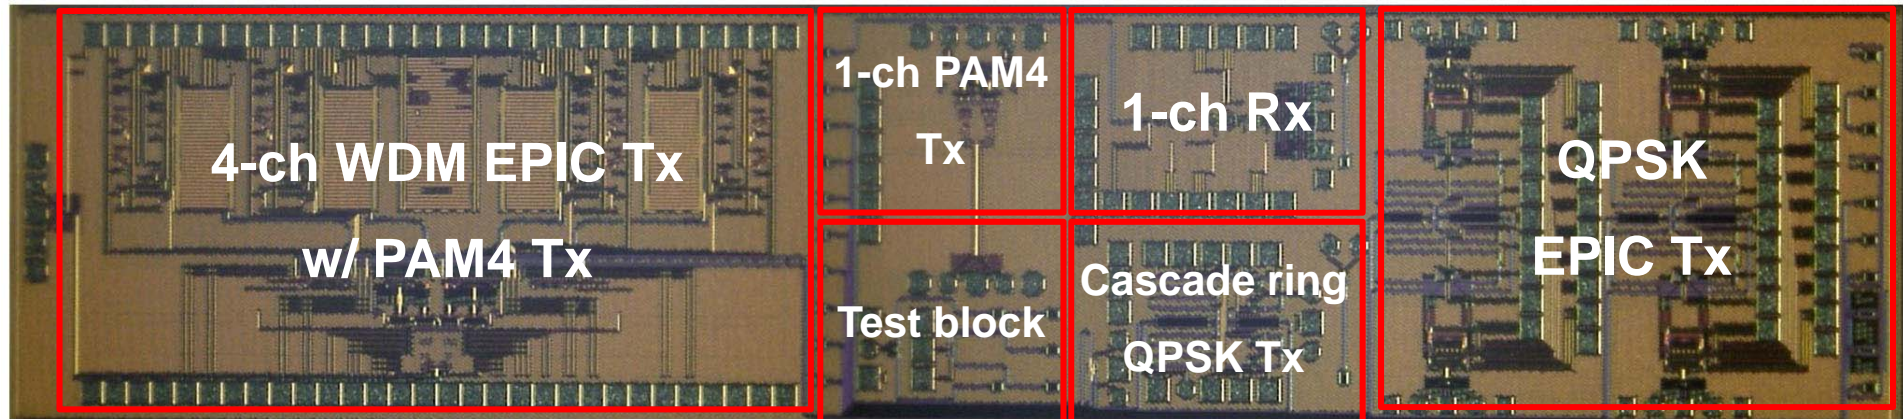 4-ch WDM EPIC Tx
w/ PAM4 Tx
1-ch PAM4
Tx
1-ch Rx
Test block
Cascade ring
QPSK Tx
QPSK
EPIC Tx